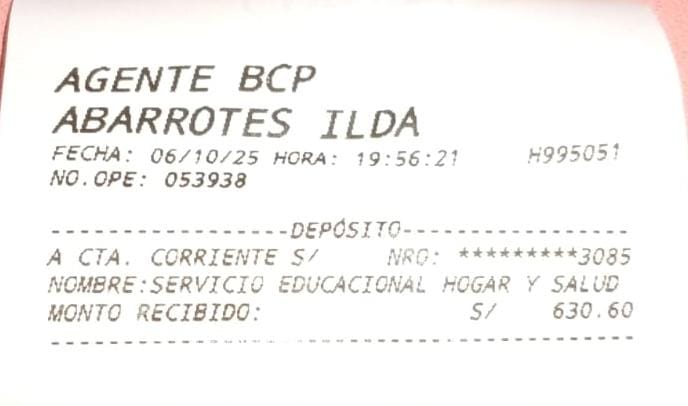 AGENTE BCP
ABARROTES ILDA
FECHA: 06/10/25 HORA: 19:56:21 H995051
NO.OPE: 053938
------------------DEPÓSITO-----------------
A CTA. CORRIENTE S/ NRO: *********3085
NOMBRE:SERVICIO EDUCACIONAL HOGAR Y SALUD
MONTO RECIBIDO: S/ 630.60
--------------------------------------------